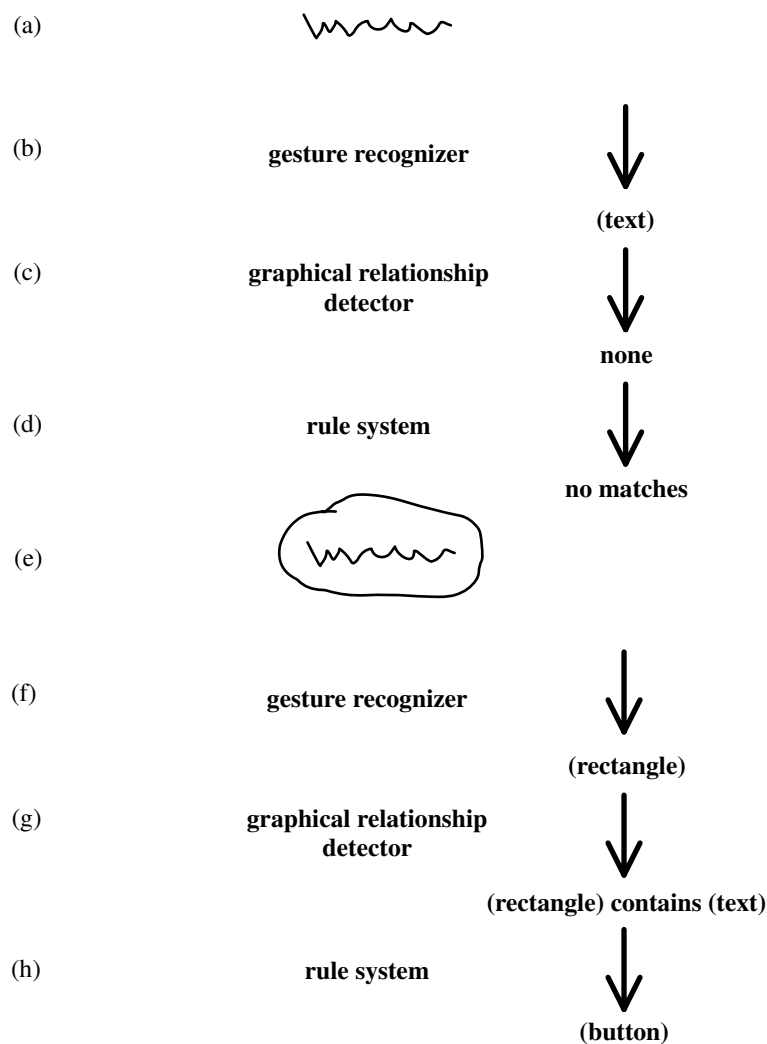 (a)
(b)
gesture recognizer
(text)
(c)
graphical relationship
detector
none
(d)
rule system
no matches
(e)
(f)
gesture recognizer
(rectangle)
(g)
graphical relationship
detector
(rectangle) contains (text)
(h)
rule system
(button)